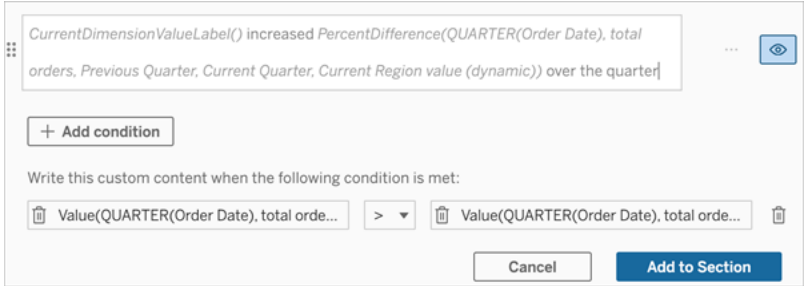 CurrentDimensionValueLabel() increased PercentDifference(QUARTER(Order Date), total
orders, Previous Quarter, Current Quarter, Current Region value (dynamic)) over the quarter
+ Add condition
Write this custom content when the following condition is met:
Value(QUARTER(Order Date), total orde... > Value(QUARTER(Order Date), total orde...
Cancel Add to Section